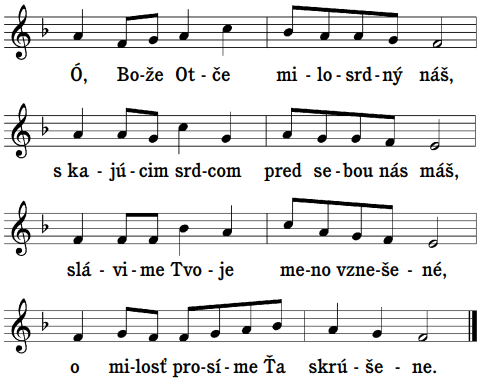 Ó, Bo-že Ot-če mi-lo-srd-ný náš,
s ka-jú-cim srd-com pred se-bou nás máš,
slá-vi-me Tvo-je me-no vzne-še-né,
o mi-losť pro-sí-me Ťa skrú-še-ne.